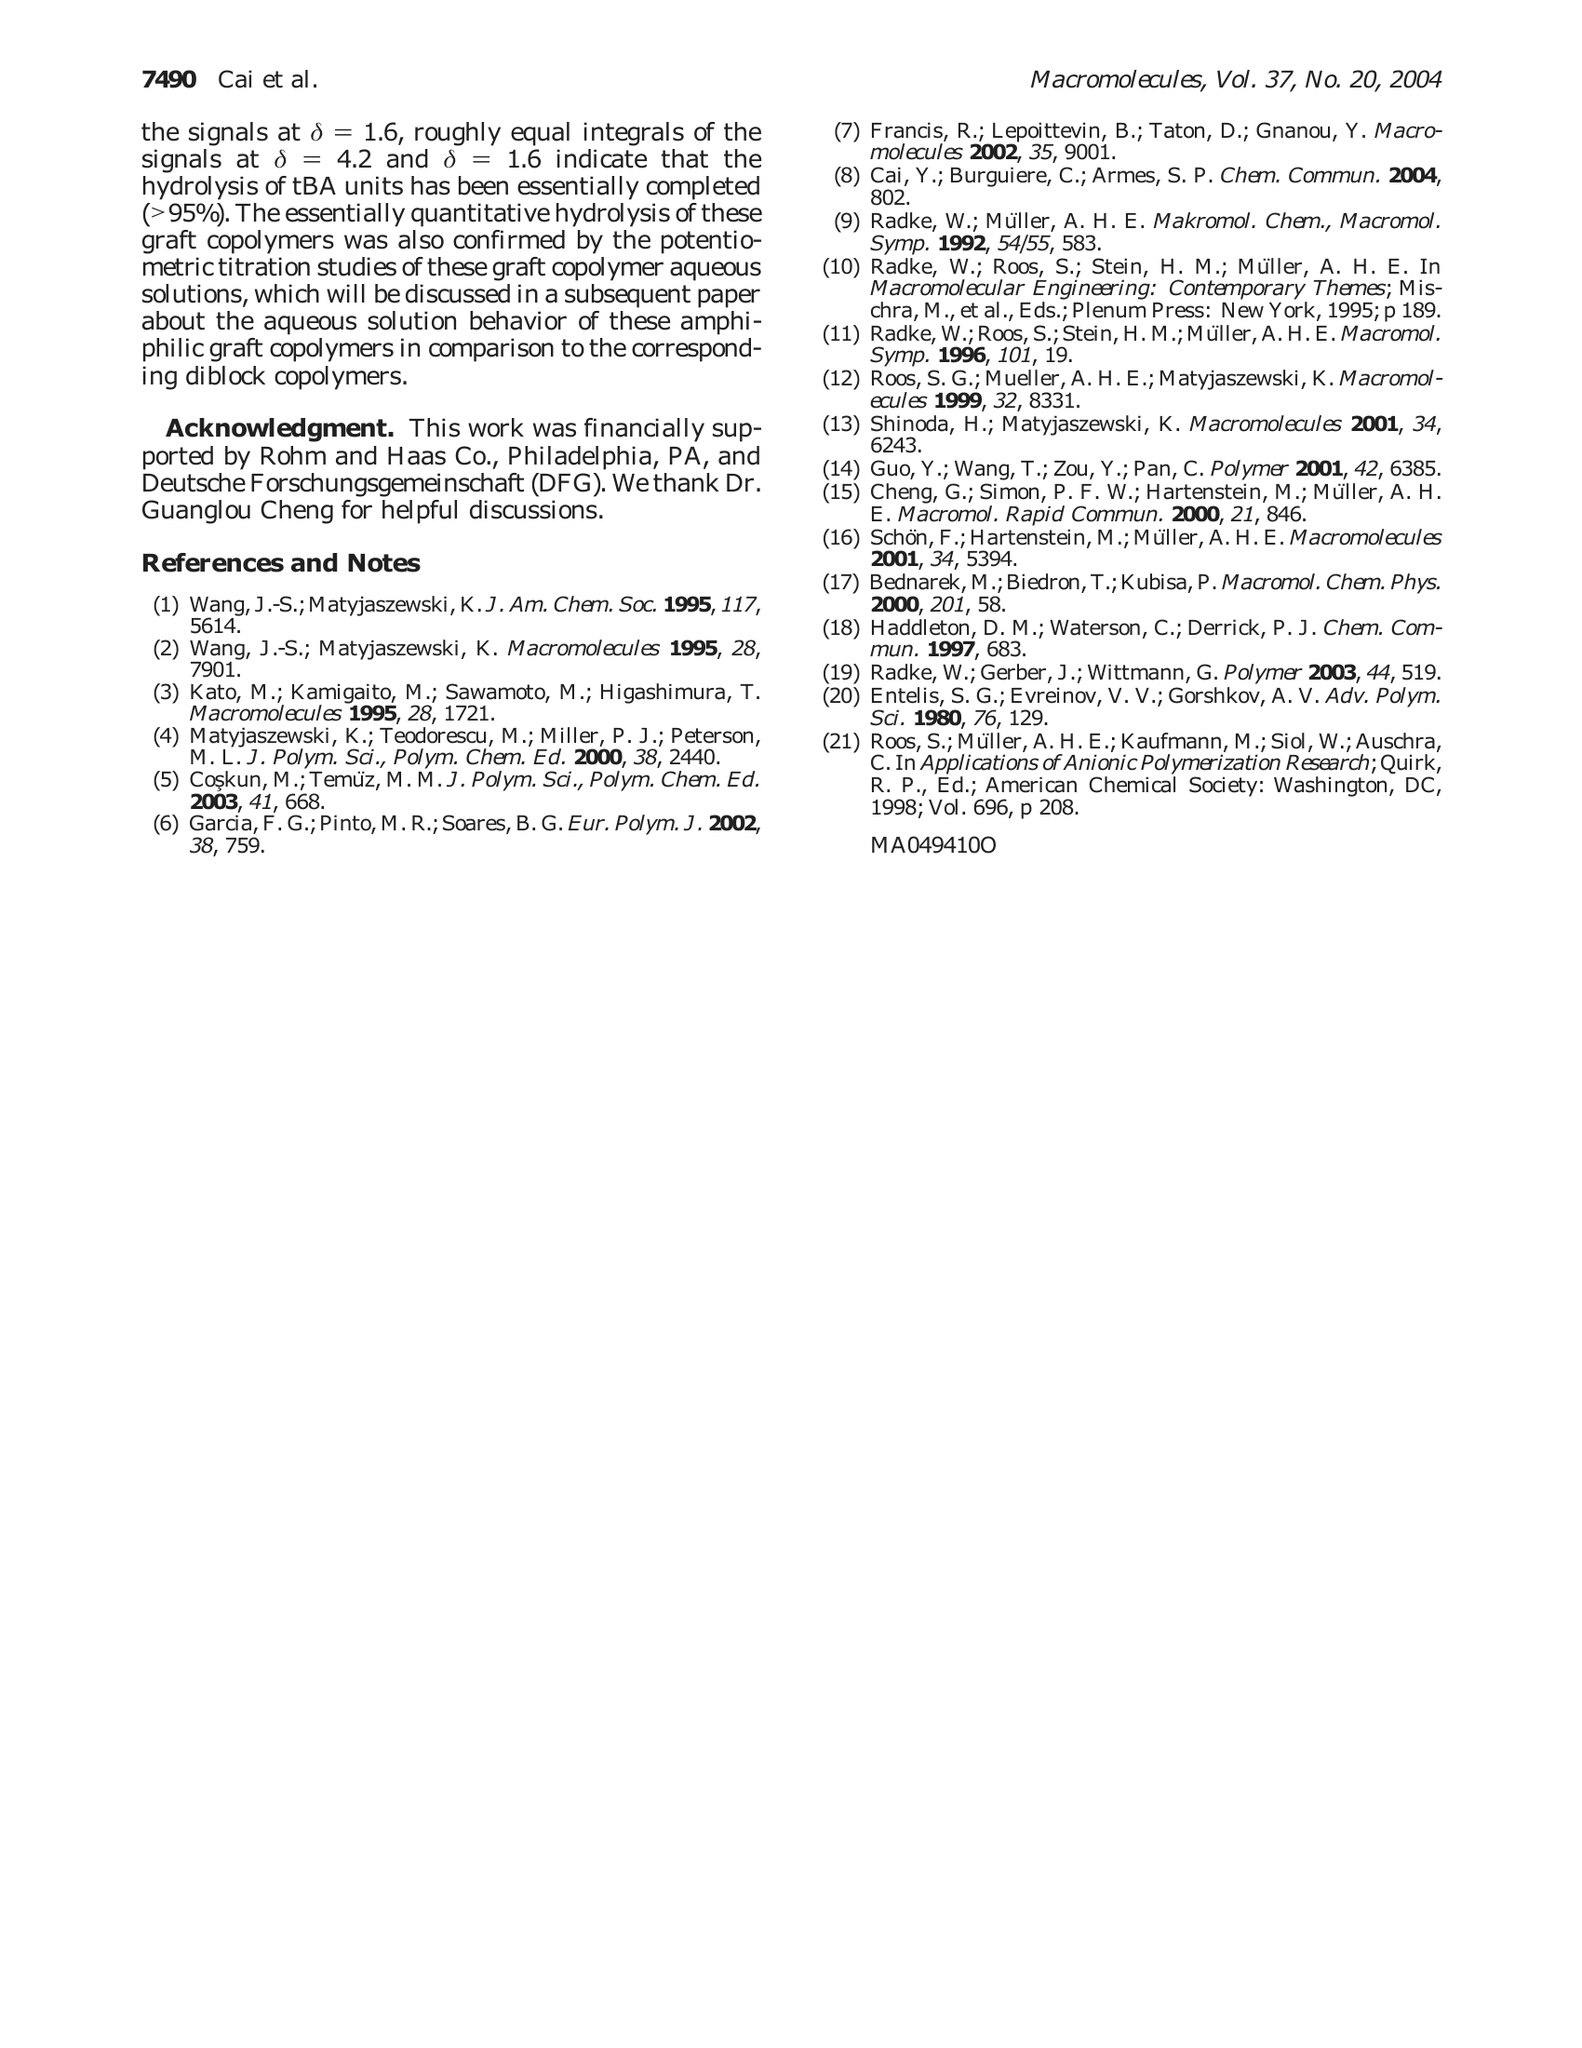 7490 Cai et al.
Macromolecules, Vol. 37, No. 20, 2004
the signals at δ = 1.6, roughly equal integrals of the
signals at δ = 4.2 and δ = 1.6 indicate that the
hydrolysis of tBA units has been essentially completed
(>95%). The essentially quantitative hydrolysis of these
graft copolymers was also confirmed by the potentio-
metric titration studies of these graft copolymer aqueous
solutions, which will be discussed in a subsequent paper
about the aqueous solution behavior of these amphi-
philic graft copolymers in comparison to the correspond-
ing diblock copolymers.
Acknowledgment. This work was financially sup-
ported by Rohm and Haas Co., Philadelphia, PA, and
Deutsche Forschungsgemeinschaft (DFG). We thank Dr.
Guanglou Cheng for helpful discussions.
References and Notes
(1) Wang, J.-S.; Matyjaszewski, K. J. Am. Chem. Soc. 1995, 117,
5614.
(2) Wang, J.-S.; Matyjaszewski, K. Macromolecules 1995, 28,
7901.
(3) Kato, M.; Kamigaito, M.; Sawamoto, M.; Higashimura, T.
Macromolecules 1995, 28, 1721.
(4) Matyjaszewski, K.; Teodorescu, M.; Miller, P. J.; Peterson,
M. L. J. Polym. Sci., Polym. Chem. Ed. 2000, 38, 2440.
(5) Coşkun, M.; Temüz, M. M. J. Polym. Sci., Polym. Chem. Ed.
2003, 41, 668.
(6) Garcia, F. G.; Pinto, M. R.; Soares, B. G. Eur. Polym. J. 2002,
38, 759.
(7) Francis, R.; Lepoittevin, B.; Taton, D.; Gnanou, Y. Macro-
molecules 2002, 35, 9001.
(8) Cai, Y.; Burguiere, C.; Armes, S. P. Chem. Commun. 2004,
802.
(9) Radke, W.; Müller, A. H. E. Makromol. Chem., Macromol.
Symp. 1992, 54/55, 583.
(10) Radke, W.; Roos, S.; Stein, H. M.; Müller, A. H. E. In
Macromolecular Engineering: Contemporary Themes; Mis-
chra, M., et al., Eds.; Plenum Press: New York, 1995; p 189.
(11) Radke, W.; Roos, S.; Stein, H. M.; Müller, A. H. E. Macromol.
Symp. 1996, 101, 19.
(12) Roos, S. G.; Mueller, A. H. E.; Matyjaszewski, K. Macromol-
ecules 1999, 32, 8331.
(13) Shinoda, H.; Matyjaszewski, K. Macromolecules 2001, 34,
6243.
(14) Guo, Y.; Wang, T.; Zou, Y.; Pan, C. Polymer 2001, 42, 6385.
(15) Cheng, G.; Simon, P. F. W.; Hartenstein, M.; Müller, A. H.
E. Macromol. Rapid Commun. 2000, 21, 846.
(16) Schön, F.; Hartenstein, M.; Müller, A. H. E. Macromolecules
2001, 34, 5394.
(17) Bednarek, M.; Biedron, T.; Kubisa, P. Macromol. Chem. Phys.
2000, 201, 58.
(18) Haddleton, D. M.; Waterson, C.; Derrick, P. J. Chem. Com-
mun. 1997, 683.
(19) Radke, W.; Gerber, J.; Wittmann, G. Polymer 2003, 44, 519.
(20) Entelis, S. G.; Evreinov, V. V.; Gorshkov, A. V. Adv. Polym.
Sci. 1980, 76, 129.
(21) Roos, S.; Müller, A. H. E.; Kaufmann, M.; Siol, W.; Auschra,
C. In Applications of Anionic Polymerization Research; Quirk,
R. P., Ed.; American Chemical Society: Washington, DC,
1998; Vol. 696, p 208.
MA049410O